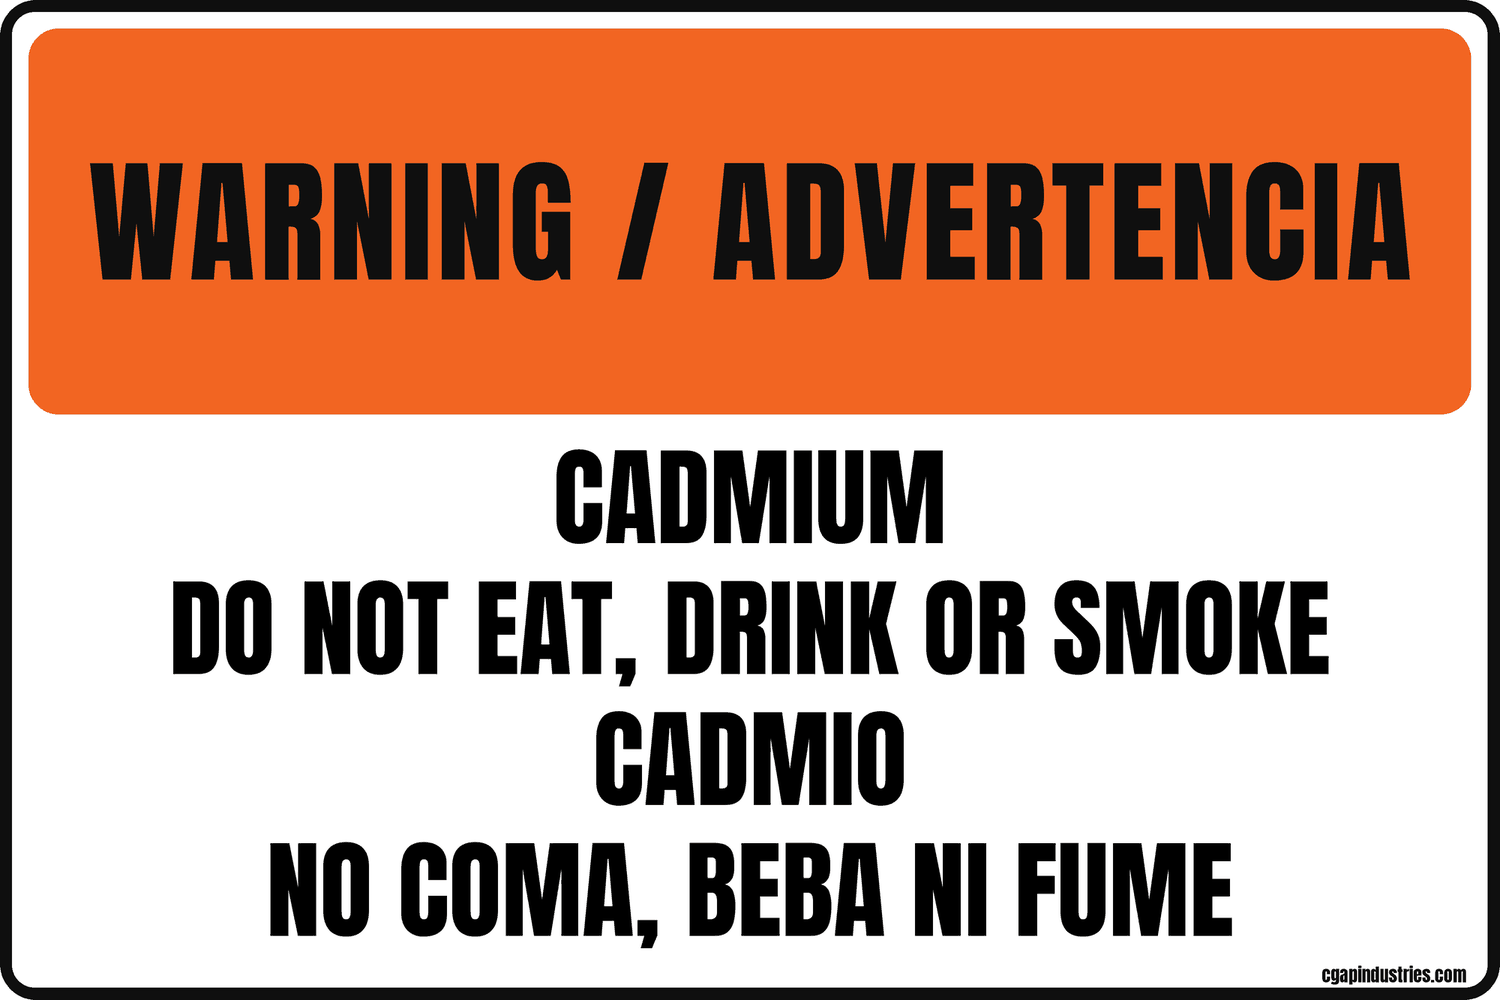 WARNING / ADVERTENCIA
CADMIUM
DO NOT EAT, DRINK OR SMOKE
CADMIO
NO COMA, BEBA NI FUME
cgapindustries.com